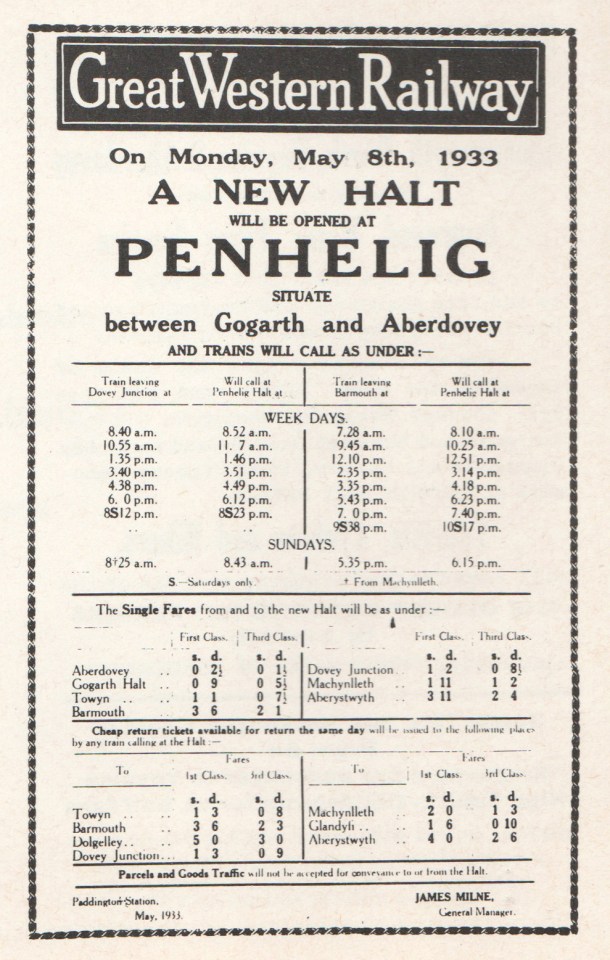 Great Western Railway
On Monday, May 8th, 1933
A NEW HALT
WILL BE OPENED AT
PENHELIG
SITUATE
between Gogarth and Aberdovey
AND TRAINS WILL CALL AS UNDER :—
Train leaving Will call at Train leaving Will call at
Dovey Junction at Penhelig Halt at Barmouth at Penhelig Halt at
WEEK DAYS.
8.40 a.m. 8.52 a.m. 7.28 a.m. 8.10 a.m.
10.55 a.m. 11. 7 a.m. 9.45 a.m. 10.25 a.m.
1.35 p.m. 1.46 p.m. 12.10 p.m. 12.51 p.m.
3.40 p.m. 3.51 p.m. 2.35 p.m. 3.14 p.m.
4.38 p.m. 4.49 p.m. 3.35 p.m. 4.18 p.m.
6. 0 p.m. 6.12 p.m. 5.43 p.m. 6.23 p.m.
8S12 p.m. 8S23 p.m. 7. 0 p.m. 7.40 p.m.
.. .. 9S38 p.m. 10S17 p.m.
SUNDAYS.
8†25 a.m. 8.43 a.m. 5.35 p.m. 6.15 p.m.
S.—Saturdays only. † From Machynlleth.
The Single Fares from and to the new Halt will be as under :—
First Class. Third Class. First Class. Third Class.
s. d. s. d. s. d. s. d.
Aberdovey .. 0 2½ 0 1½ Dovey Junction.. 1 2 0 8½
Gogarth Halt .. 0 9 0 5½ Machynlleth .. 1 11 1 2
Towyn .. 1 1 0 7½ Aberystwyth .. 3 11 2 4
Barmouth .. 3 6 2 1
Cheap return tickets available for return the same day will be issued to the following places
by any train calling at the Halt :—
Fares Fares
To 1st Class. 3rd Class. To 1st Class. 3rd Class.
s. d. s. d. s. d. s. d.
Towyn .. .. 1 3 0 8 Machynlleth .. 2 0 1 3
Barmouth .. 3 6 2 3 Glandyfi .. .. 1 6 0 10
Dolgelley .. 5 0 3 0 Aberystwyth .. 4 0 2 6
Dovey Junction... 1 3 0 9
Parcels and Goods Traffic will not be accepted for conveyance to or from the Halt.
Paddington Station, JAMES MILNE,
May, 1933. General Manager.